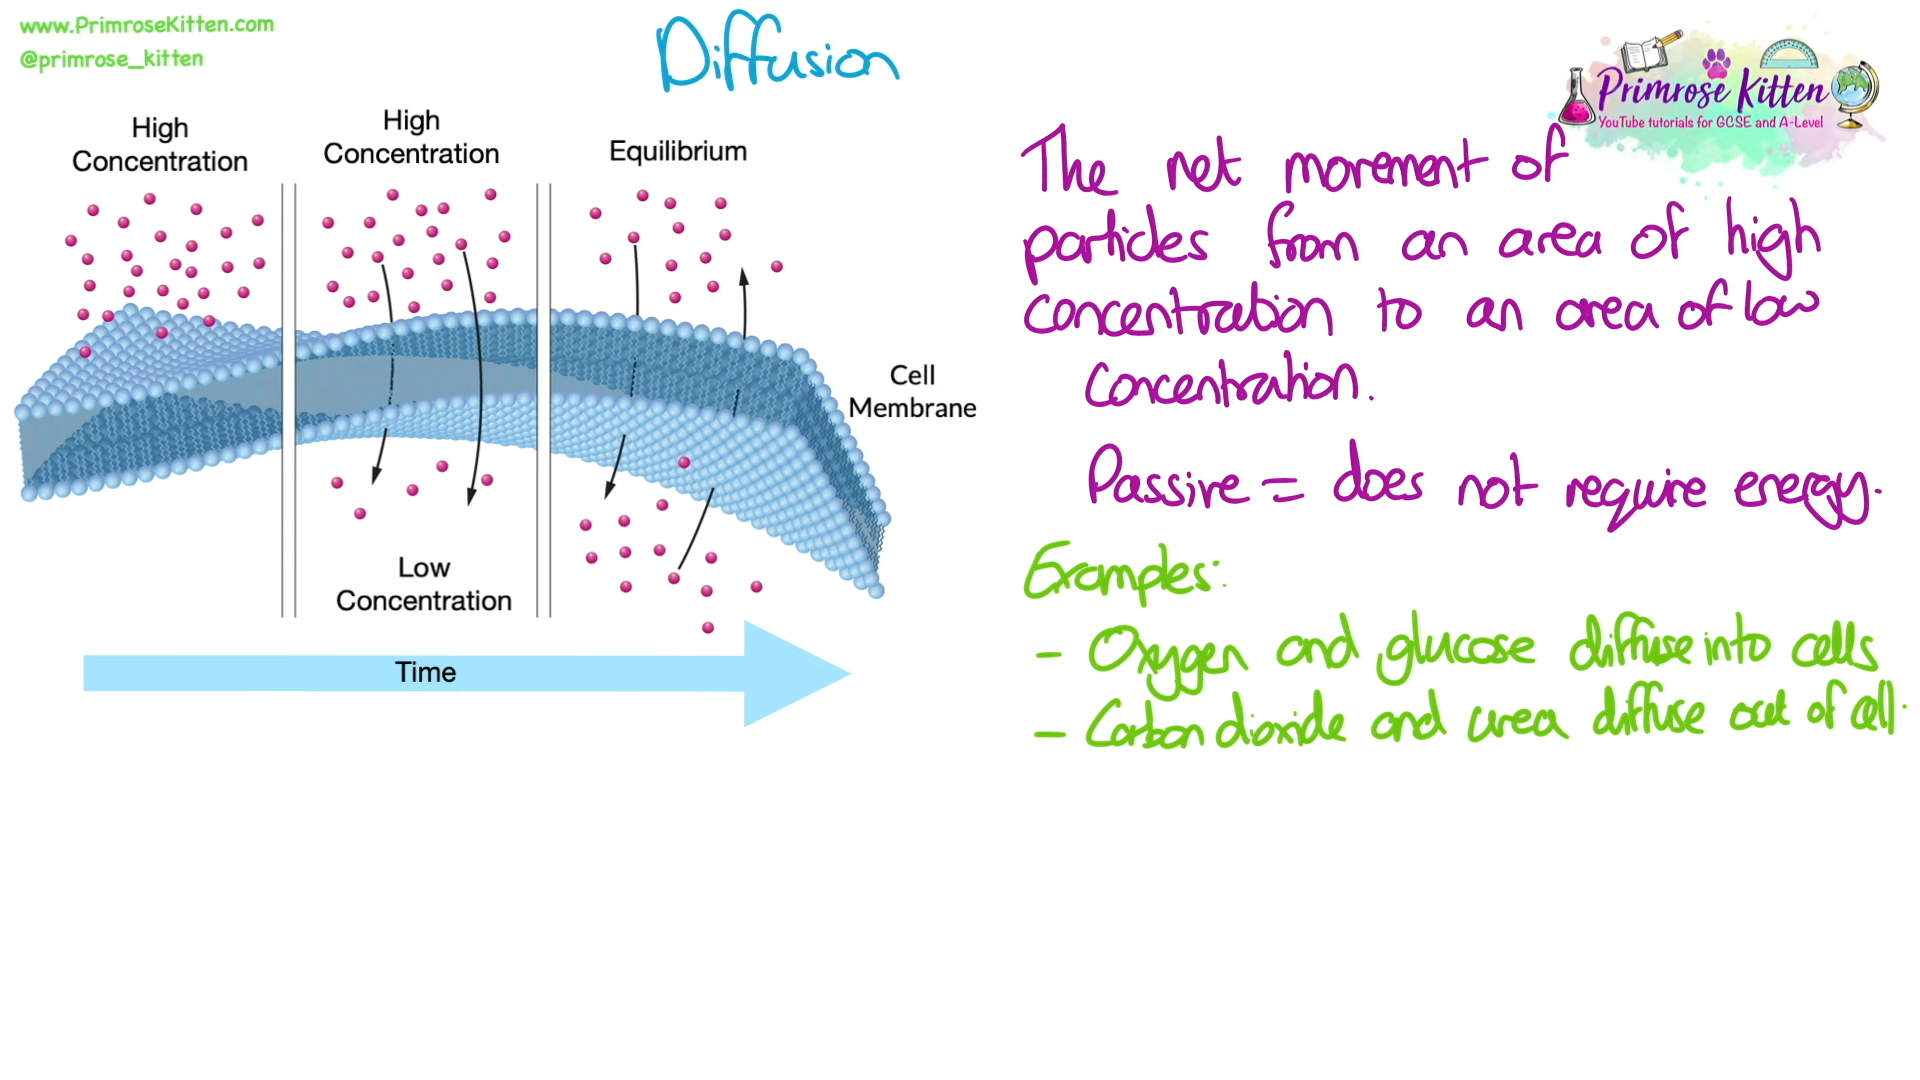 www.PrimroseKitten.com
@primrose_kitten
Diffusion
Primrose Kitten
YouTube tutorials for GCSE and A-Level
High
Concentration
High
Concentration
Equilibrium
Cell
Membrane
Low
Concentration
Time
The net movement of
particles from an area of high
concentration to an area of low
concentration.
Passive = does not require energy.
Examples:
- Oxygen and glucose diffuse into cells
- Carbon dioxide and urea diffuse out of cell.